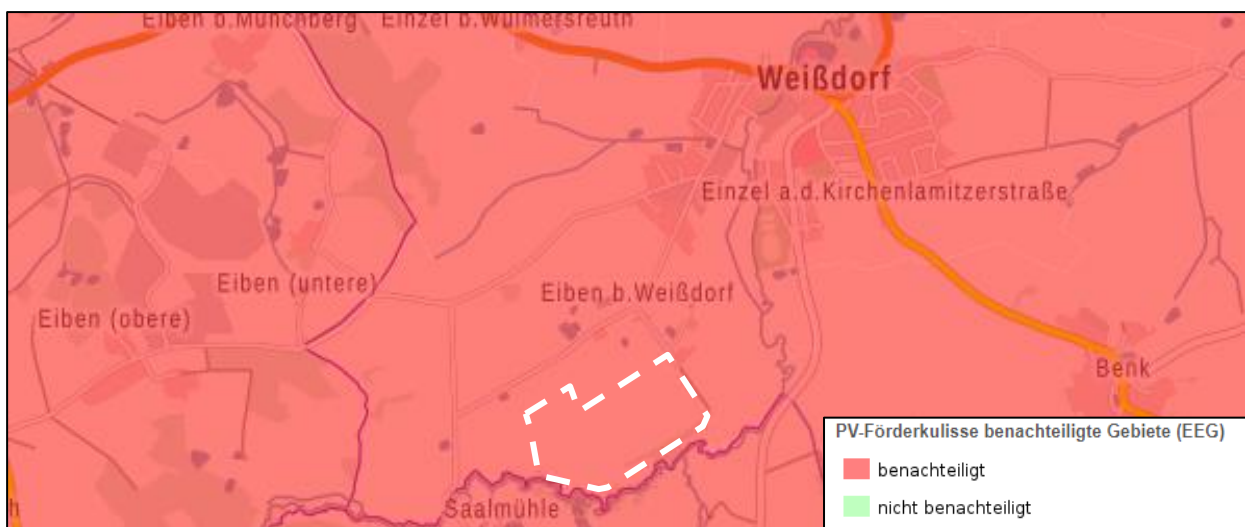 Eiben b.Münchberg
Einzel b.Wulmersreuth
Weißdorf
Einzel a.d.Kirchenlamitzerstraße
Eiben (untere)
Eiben b.Weißdorf
Eiben (obere)
Benk
Saalmühle
h
PV-Förderkulisse benachteiligte Gebiete (EEG)
benachteiligt
nicht benachteiligt